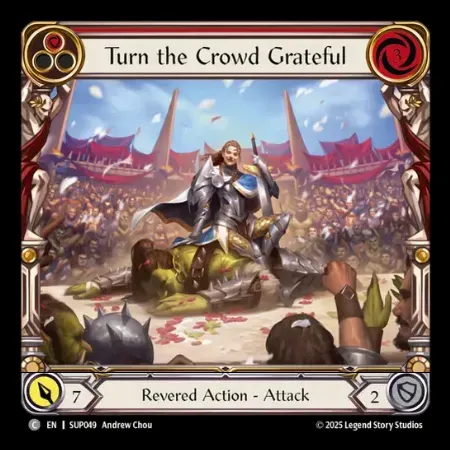 Turn the Crowd Grateful
3
7
Revered Action - Attack
2
C EN | SUP049 Andrew Chou
© 2025 Legend Story Studios